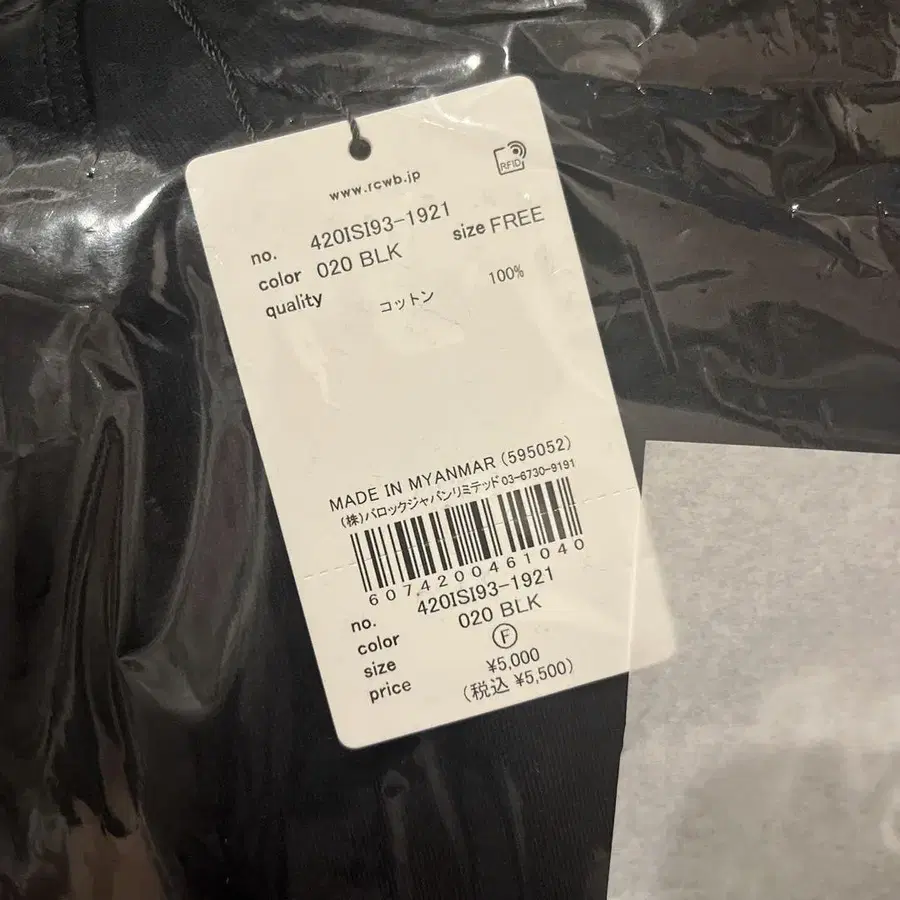 www.rcwb.jp
RFID
no. 420ISI93-1921
color 020 BLK size FREE
quality コットン 100%
MADE IN MYANMAR (595052)
(株)バロックジャパンリミテッド 03-6730-9191
6074200461040
no. 420ISI93-1921
color 020 BLK
size F
price ¥5,000
(税込 ¥5,500)